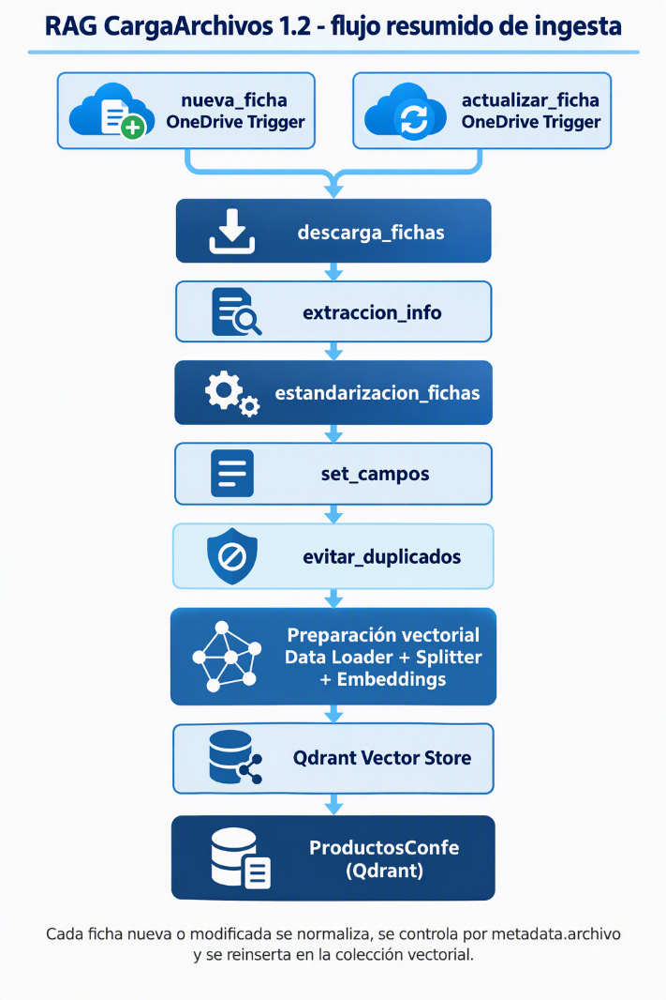 RAG CargaArchivos 1.2 - flujo resumido de ingesta
nueva_ficha
OneDrive Trigger
actualizar_ficha
OneDrive Trigger
descarga_fichas
extraccion_info
estandarizacion_fichas
set_campos
evitar_duplicados
Preparación vectorial
Data Loader + Splitter
+ Embeddings
Qdrant Vector Store
ProductosConfe
(Qdrant)
Cada ficha nueva o modificada se normaliza, se controla por metadata.archivo
y se reinserta en la colección vectorial.